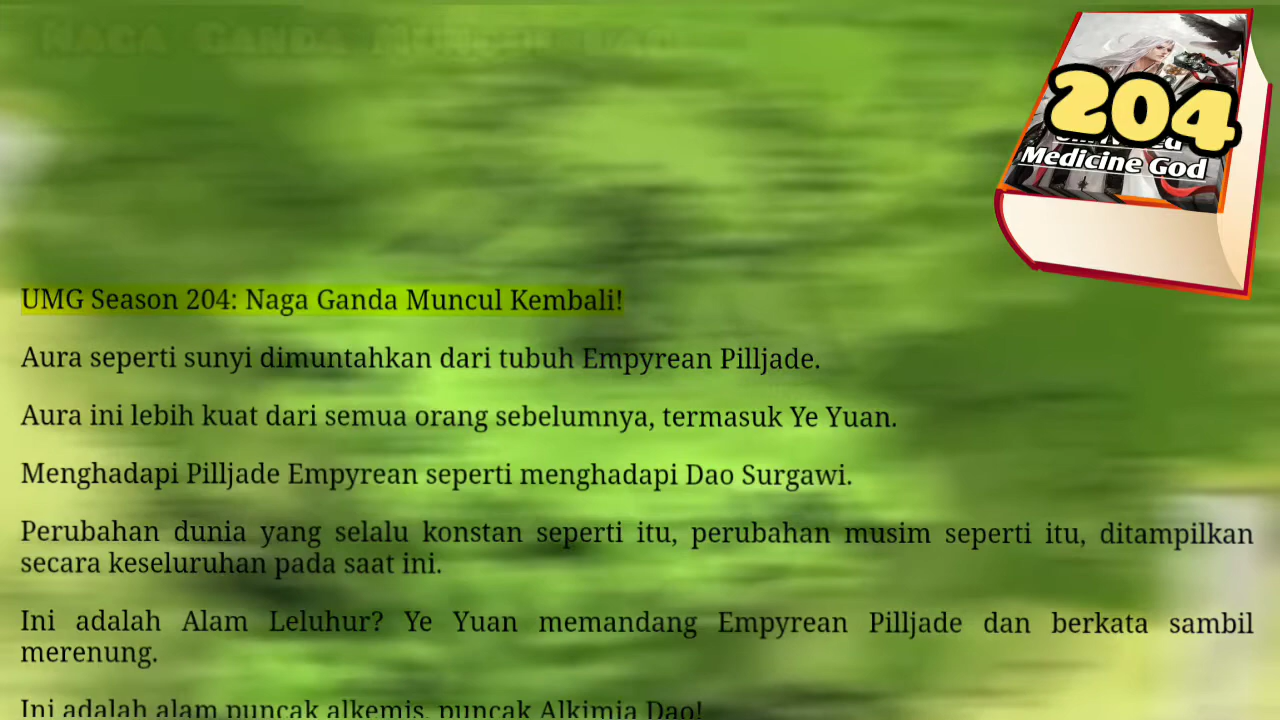 204
Medicine God
UMG Season 204: Naga Ganda Muncul Kembali!
Aura seperti sunyi dimuntahkan dari tubuh Empyrean Pilljade.
Aura ini lebih kuat dari semua orang sebelumnya, termasuk Ye Yuan.
Menghadapi Pilljade Empyrean seperti menghadapi Dao Surgawi.
Perubahan dunia yang selalu konstan seperti itu, perubahan musim seperti itu, ditampilkan
secara keseluruhan pada saat ini.
Ini adalah Alam Leluhur? Ye Yuan memandang Empyrean Pilljade dan berkata sambil
merenung.
Ini adalah alam puncak alkemis, puncak Alkimia Dao!